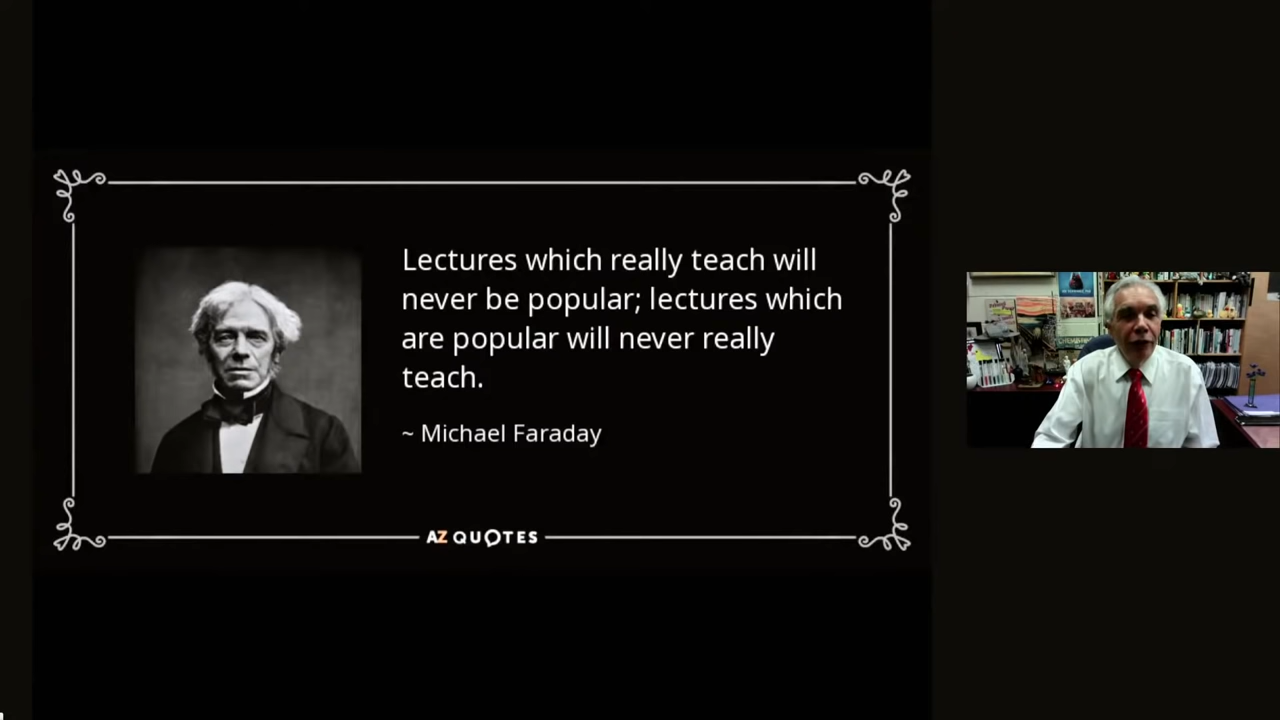 Lectures which really teach will
never be popular; lectures which
are popular will never really
teach.
~ Michael Faraday
AZ QUOTES